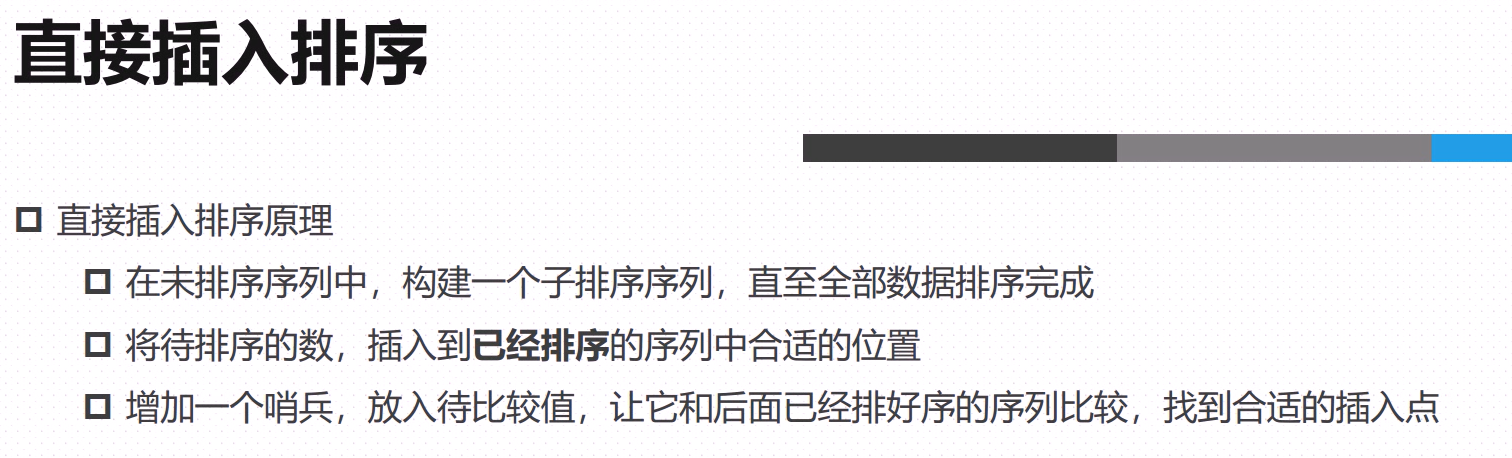 直接插入排序
直接插入排序原理
在未排序序列中，构建一个子排序序列，直至全部数据排序完成
将待排序的数，插入到已经排序的序列中合适的位置
增加一个哨兵，放入待比较值，让它和后面已经排好序的序列比较，找到合适的插入点